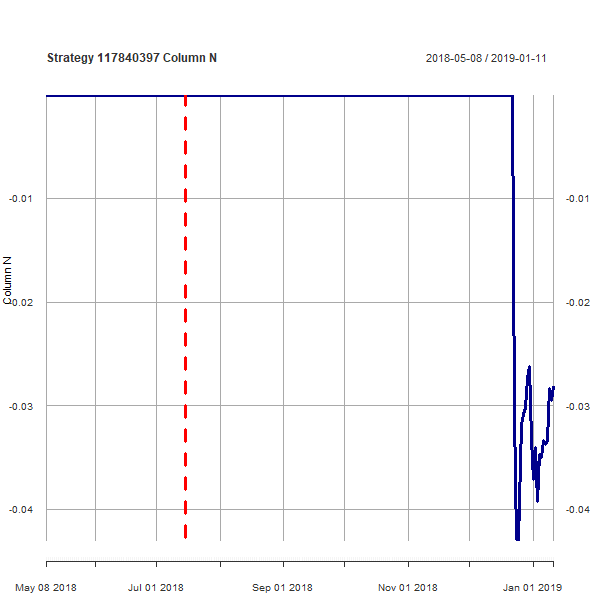 Strategy 117840397 Column N
2018-05-08 / 2019-01-11
-0.01 -0.01
Column N
-0.02 -0.02
-0.03 -0.03
-0.04 -0.04
May 08 2018 Jul 01 2018 Sep 01 2018 Nov 01 2018 Jan 01 2019